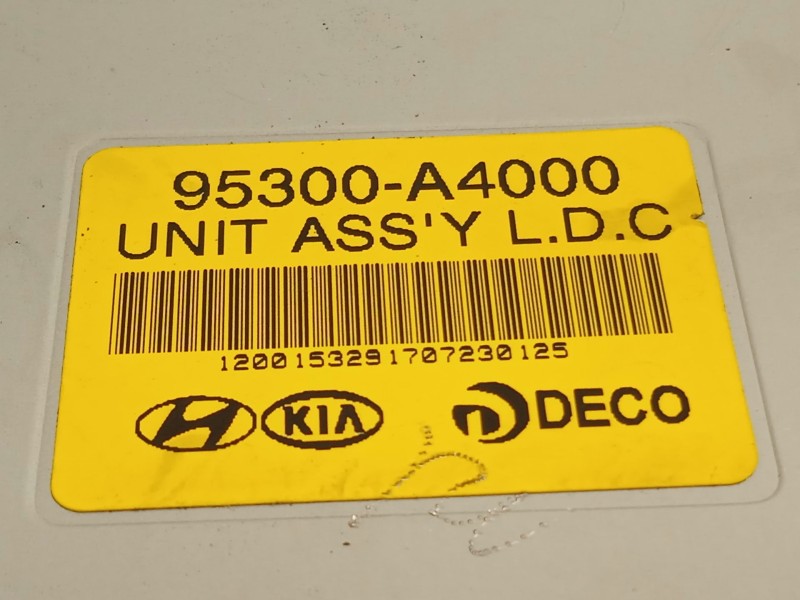 95300-A4000
UNIT ASS'Y L.D.C
1200153291707230125
KIA DECO